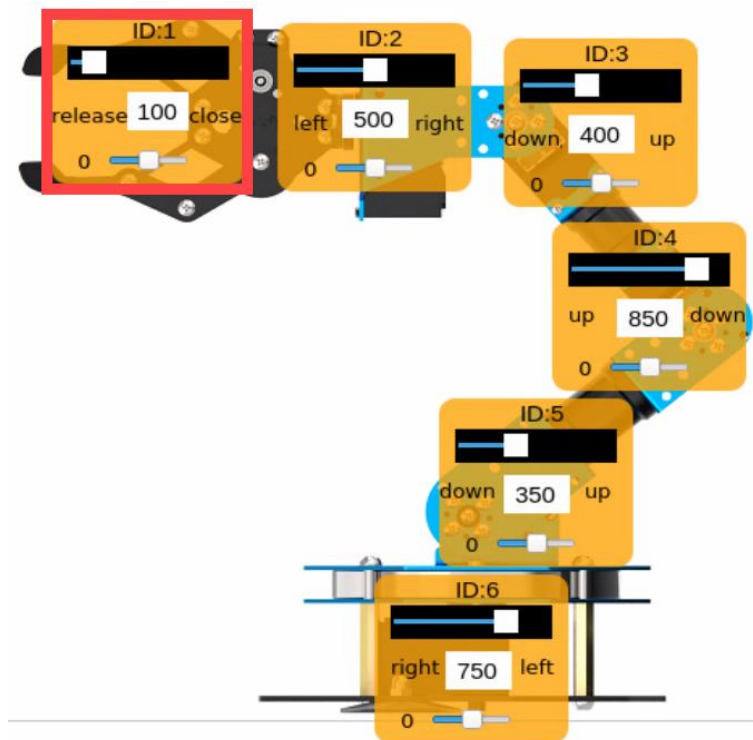 ID:1
release 100 close
0
ID:2
left 500 right
0
ID:3
down 400 up
0
ID:4
up 850 down
0
ID:5
down 350 up
0
ID:6
right 750 left
0